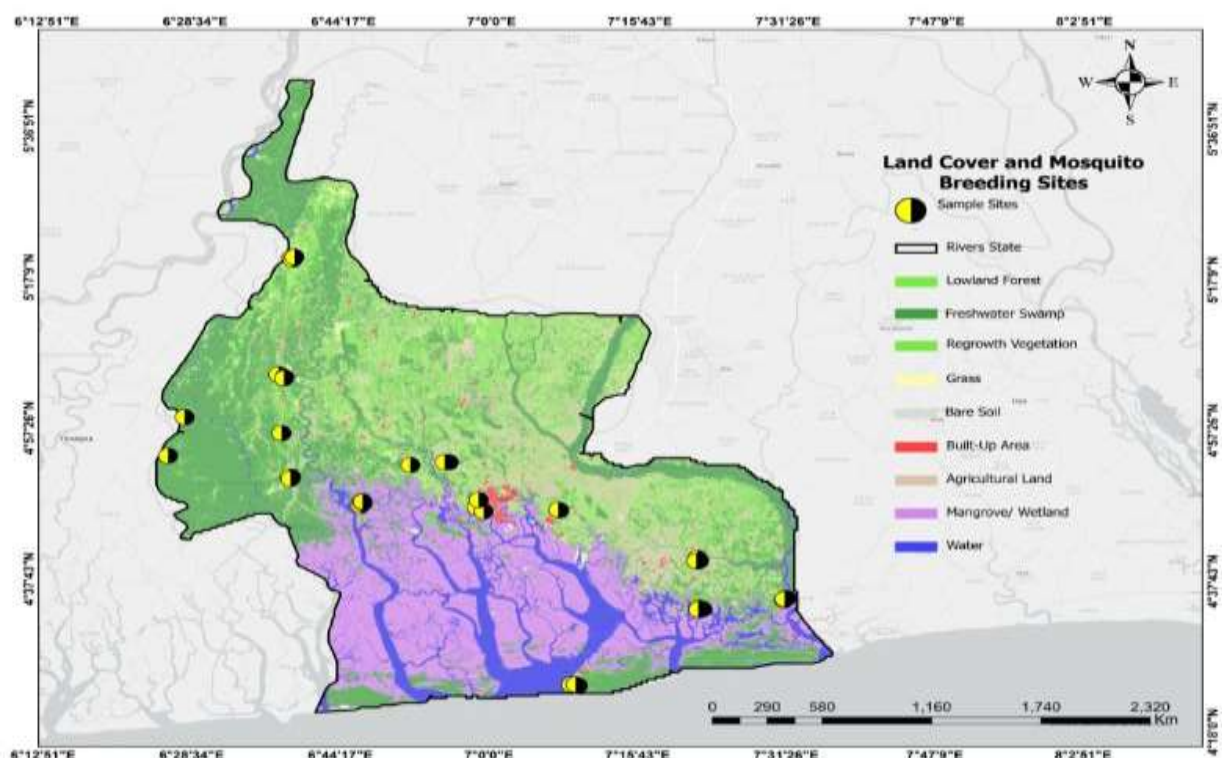 6°12'51"E 6°28'34"E 6°44'17"E 7°0'0"E 7°15'43"E 7°31'26"E 7°47'9"E 8°2'51"E
N
W E
S
5°36'51"N 5°36'51"N
Land Cover and Mosquito
Breeding Sites
Sample Sites
Rivers State
5°17'9"N 5°17'9"N
Lowland Forest
Freshwater Swamp
Regrowth Vegetation
Grass
Bare Soil
4°57'26"N 4°57'26"N
Built-Up Area
Agricultural Land
Mangrove/ Wetland
Water
4°37'43"N 4°37'43"N
0 290 580 1,160 1,740 2,320
Km
4°18'0"N
6°12'51"E 6°28'34"E 6°44'17"E 7°0'0"E 7°15'43"E 7°31'26"E 7°47'9"E 8°2'51"E